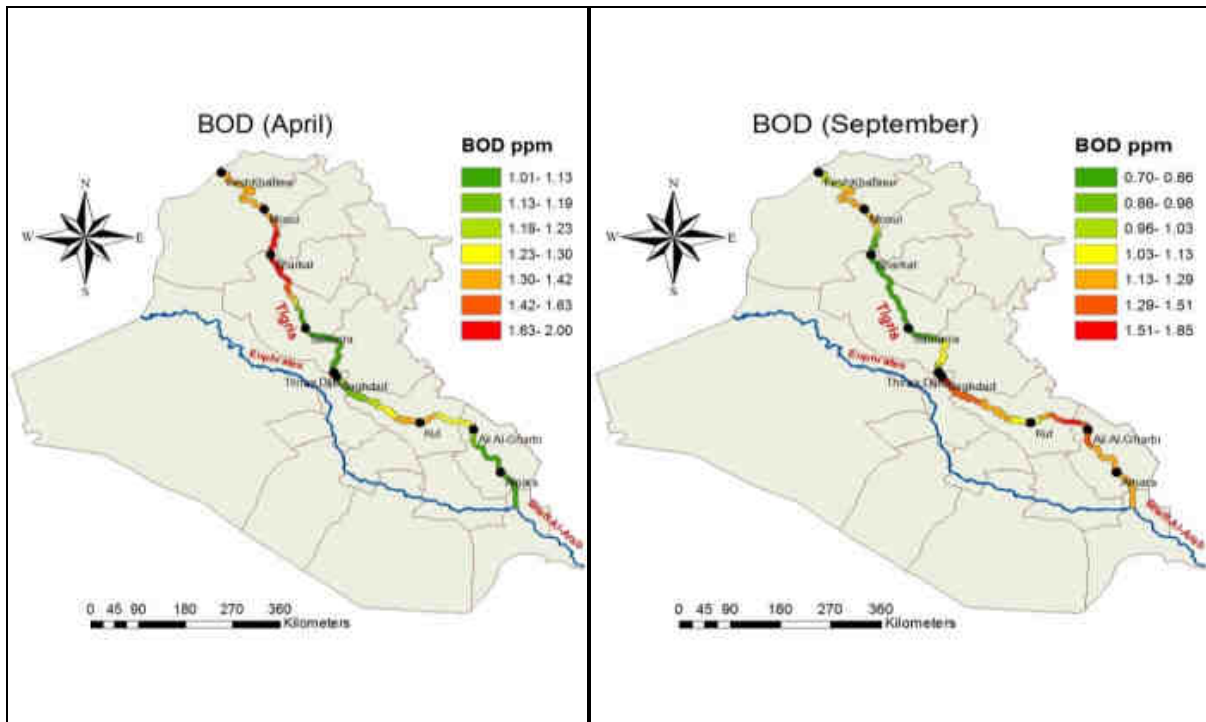 BOD (April)
BOD ppm
1.01- 1.13
1.13- 1.19
1.19- 1.23
1.23- 1.30
1.30- 1.42
1.42- 1.63
1.63- 2.00
N
W
E
S
Mosul
Tigris
Euphrates
Baghdad
Kut
Ali Al-Gharbi
Amara
0 45 90 180 270 360
Kilometers
BOD (September)
BOD ppm
0.70- 0.86
0.86- 0.96
0.96- 1.03
1.03- 1.13
1.13- 1.29
1.29- 1.51
1.51- 1.85
N
W
E
S
Mosul
Tigris
Euphrates
Baghdad
Kut
Ali Al-Gharbi
Amara
0 45 90 180 270 360
Kilometers